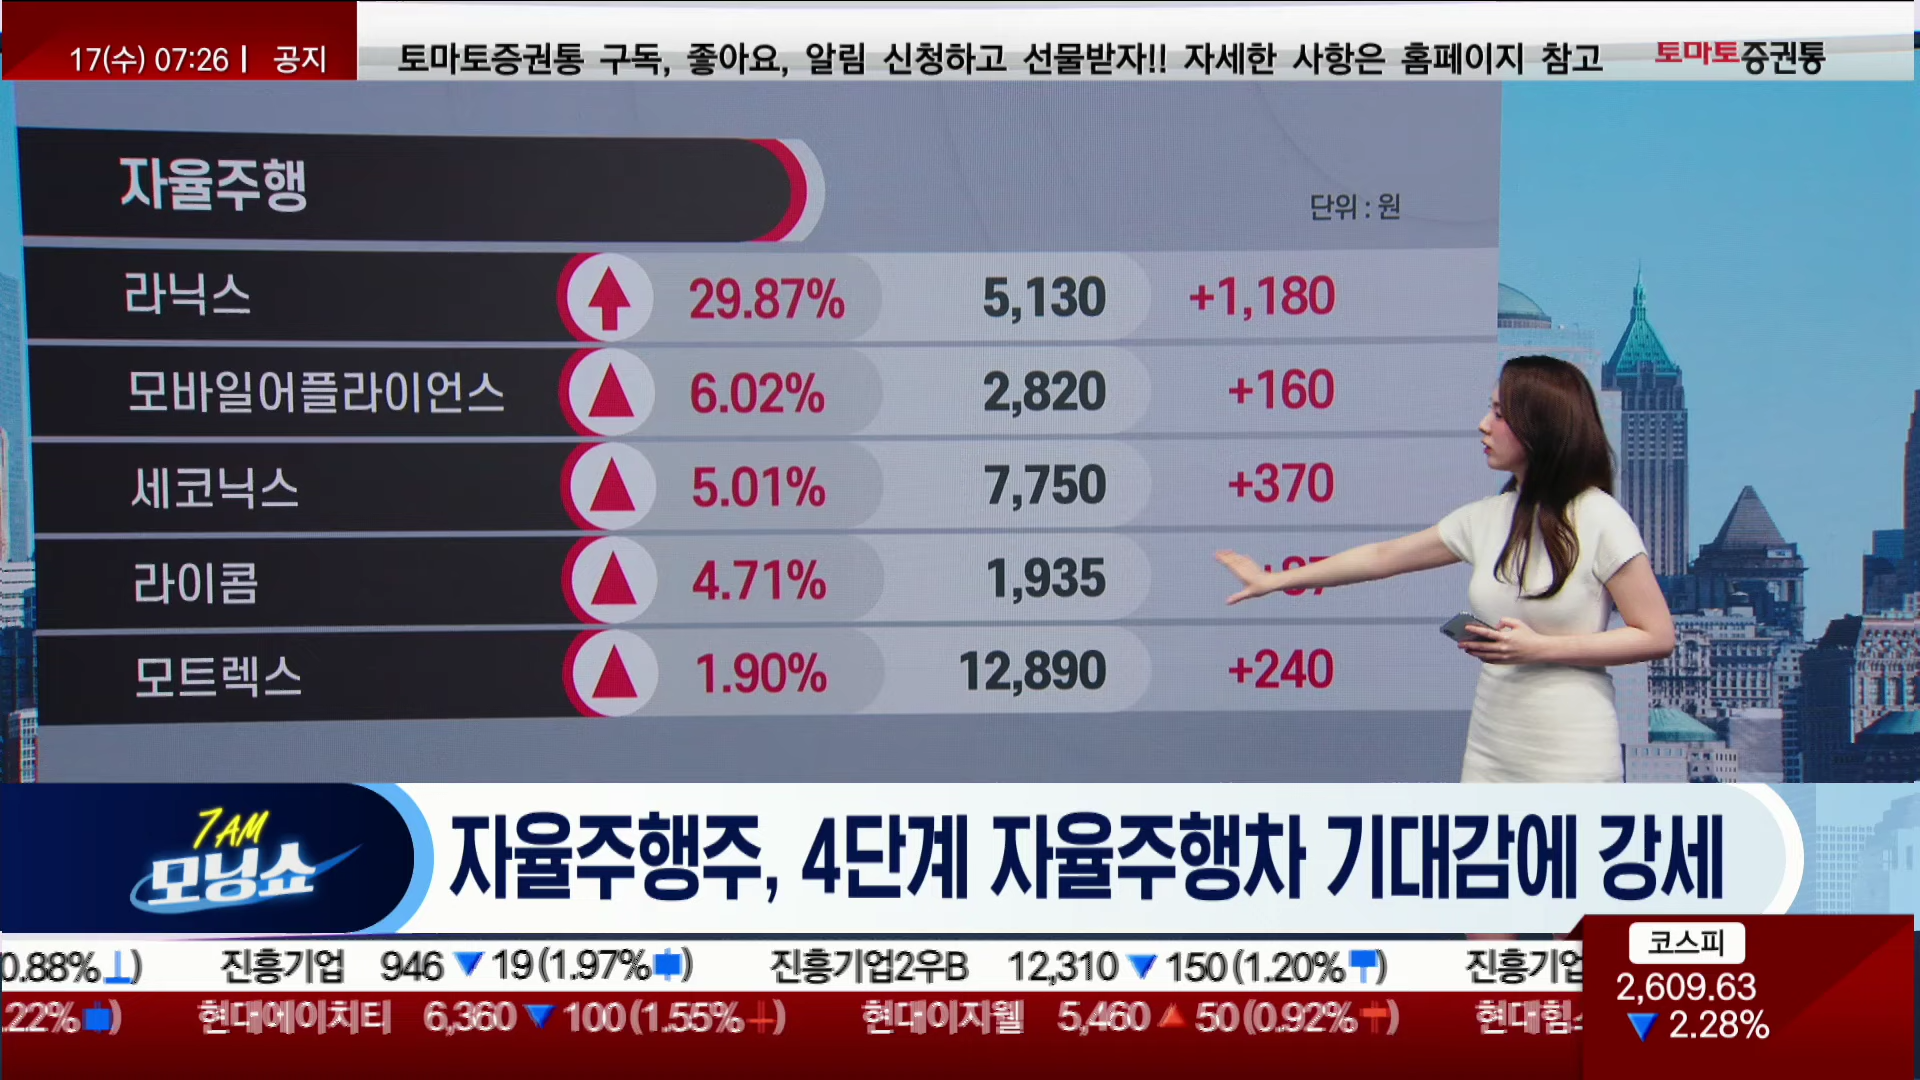 17(수) 07:26 | 공지
토마토증권통 구독, 좋아요, 알림 신청하고 선물받자!! 자세한 사항은 홈페이지 참고
토마토증권통
자율주행
단위 : 원
라닉스 29.87% 5,130 +1,180
모바일어플라이언스 6.02% 2,820 +160
세코닉스 5.01% 7,750 +370
라이콤 4.71% 1,935
모트렉스 1.90% 12,890 +240
7AM
모닝쇼
자율주행주, 4단계 자율주행차 기대감에 강세
0.88% ) 진흥기업 946 ▼ 19 (1.97% ) 진흥기업2우B 12,310 ▼ 150 (1.20% ) 진흥기업
.22% ) 현대에이치티 6,360 ▼ 100 (1.55% ) 현대이지웰 5,460 ▲ 50 (0.92% ) 현대힘스
코스피
2,609.63
▼ 2.28%